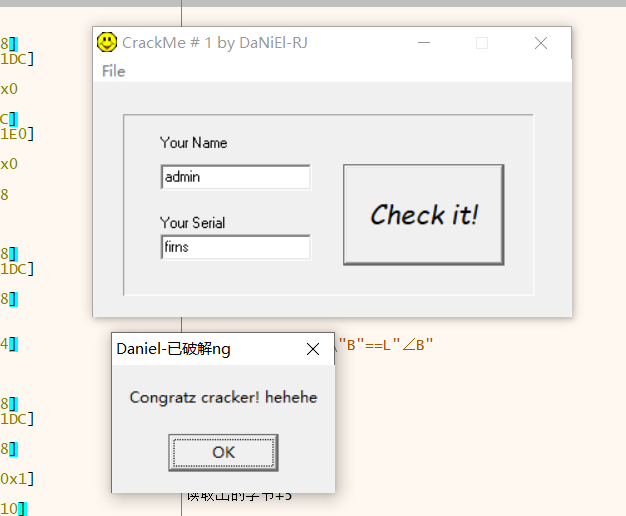 8]
1DC]
x0
C]
1E0]
x0
8
8]
1DC]
8]
4]
8]
1DC]
8]
0x1]
10]
CrackMe # 1 by DaNiEl-RJ
File
Your Name
admin
Your Serial
firns
Check it!
\"B"==L"∠B"
Daniel-已破解ng
Congratz cracker! hehehe
OK
读取出的字节+5